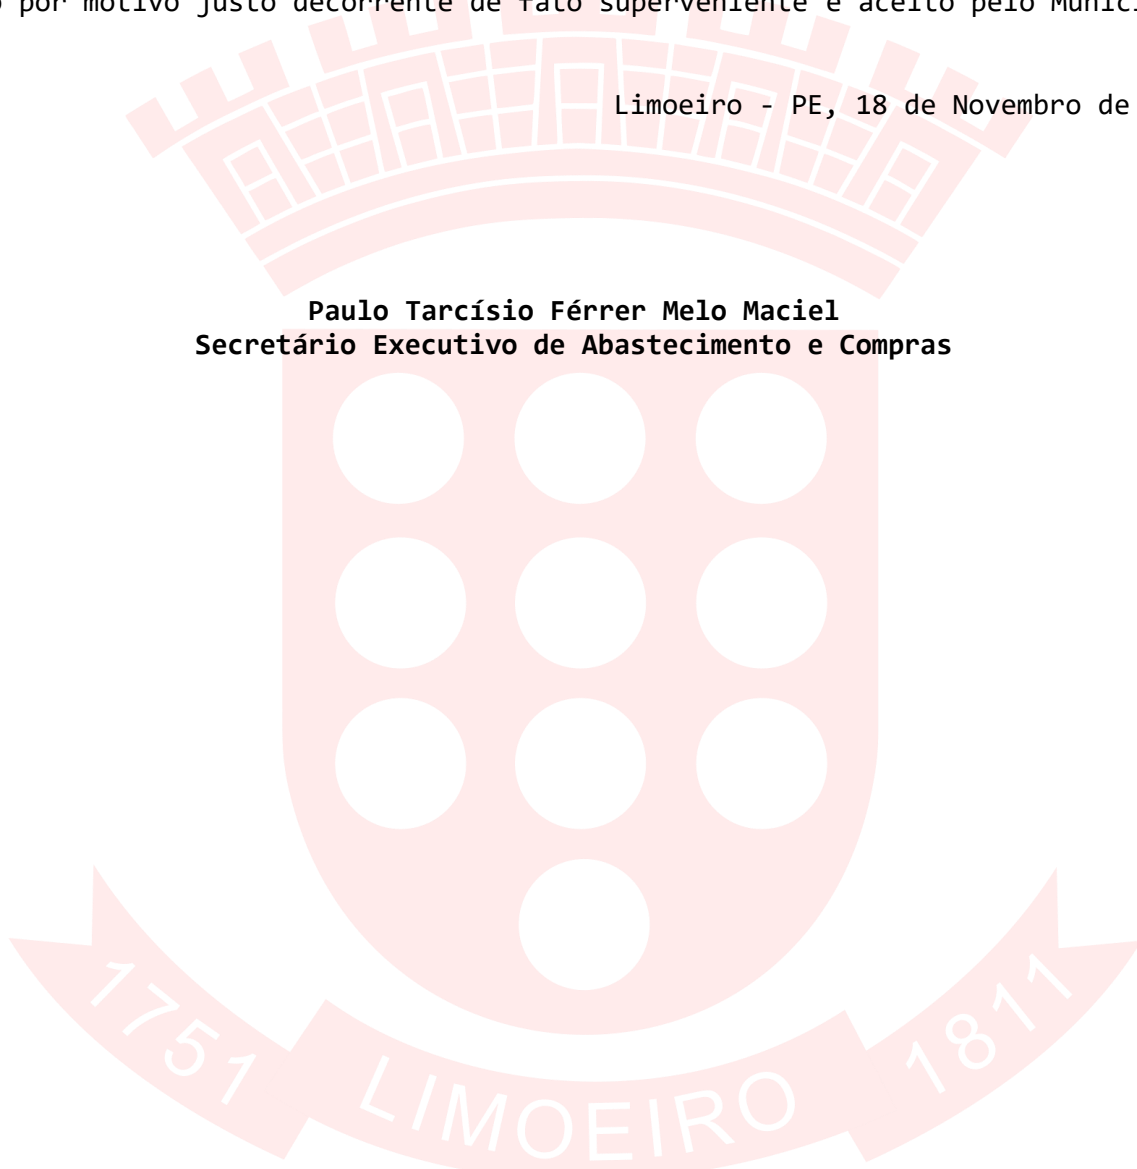 por motivo justo decorrente de fato superveniente e aceito pelo
Limoeiro - PE, 18 de Novembro de
Paulo Tarcísio Férrer Melo Maciel
Secretário Executivo de Abastecimento e Compras
1751
LIMOEIRO
1811